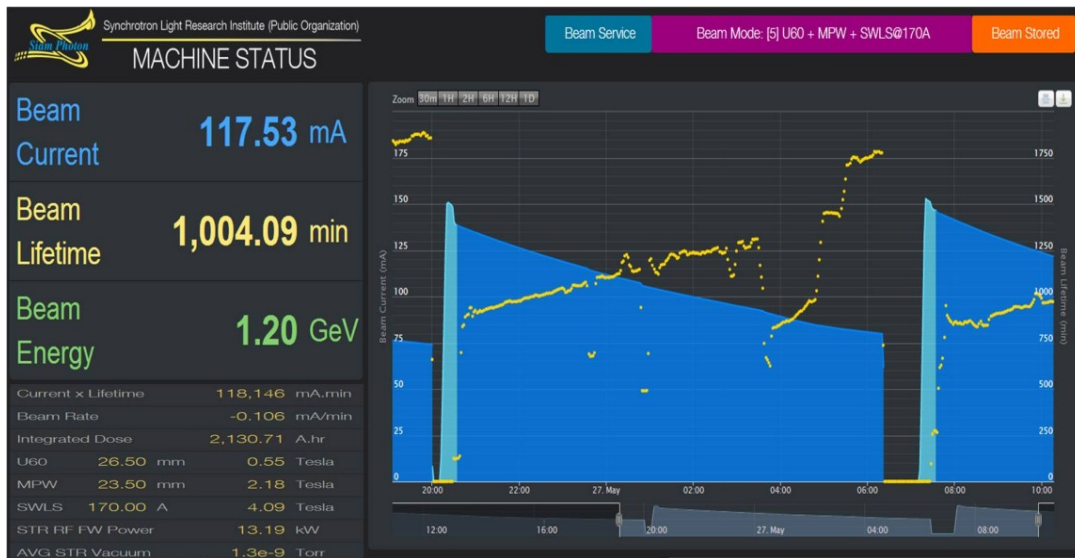 Siam Photon
Synchrotron Light Research Institute (Public Organization)
MACHINE STATUS
Beam Service
Beam Mode: [5] U60 + MPW + SWLS@170A
Beam Stored
Beam Current 117.53 mA
Beam Lifetime 1,004.09 min
Beam Energy 1.20 GeV
Current x Lifetime 118,146 mA.min
Beam Rate -0.106 mA/min
Integrated Dose 2,130.71 A.hr
U60 26.50 mm 0.55 Tesla
MPW 23.50 mm 2.18 Tesla
SWLS 170.00 A 4.09 Tesla
STR RF FW Power 13.19 kW
AVG STR Vacuum 1.3e-9 Torr
Zoom 30m 1H 2H 6H 12H 1D
175 1750
150 1500
125 1250
100 1000
75 750
50 500
25 250
0 0
Beam Current (mA)
Beam Lifetime (min)
20:00 22:00 27. May 02:00 04:00 06:00 08:00 10:00
12:00 16:00 20:00 27. May 04:00 08:00